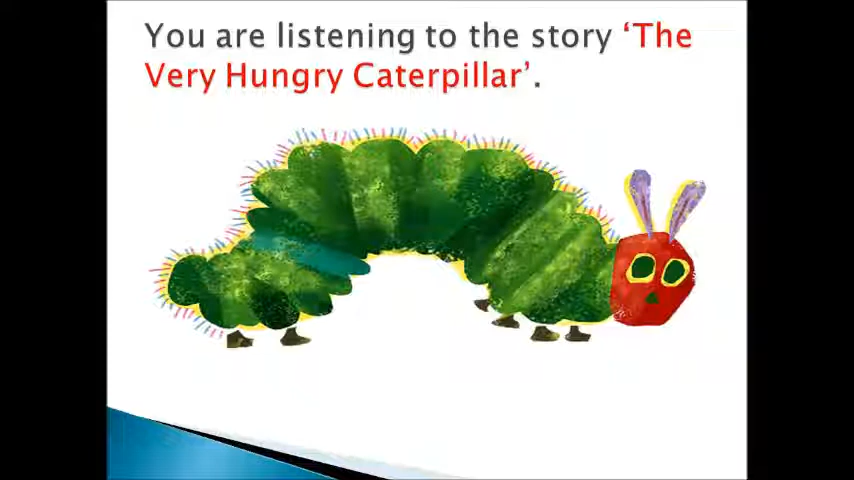 You are listening to the story ‘The
Very Hungry Caterpillar’.